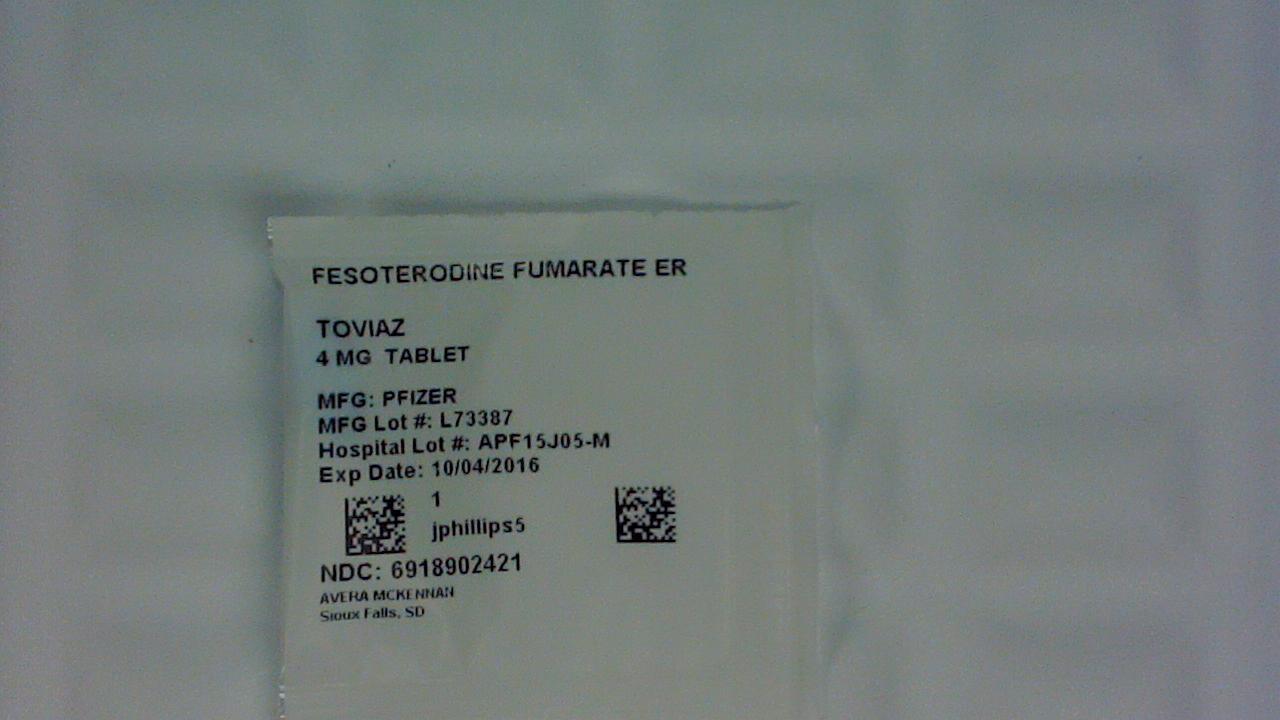 FESOTERODINE FUMARATE ER
TOVIAZ
4 MG TABLET
MFG: PFIZER
MFG Lot #: L73387
Hospital Lot #: APF15J05-M
Exp Date: 10/04/2016
1
jphillips5
NDC: 6918902421
AVERA MCKENNAN
Sioux Falls, SD